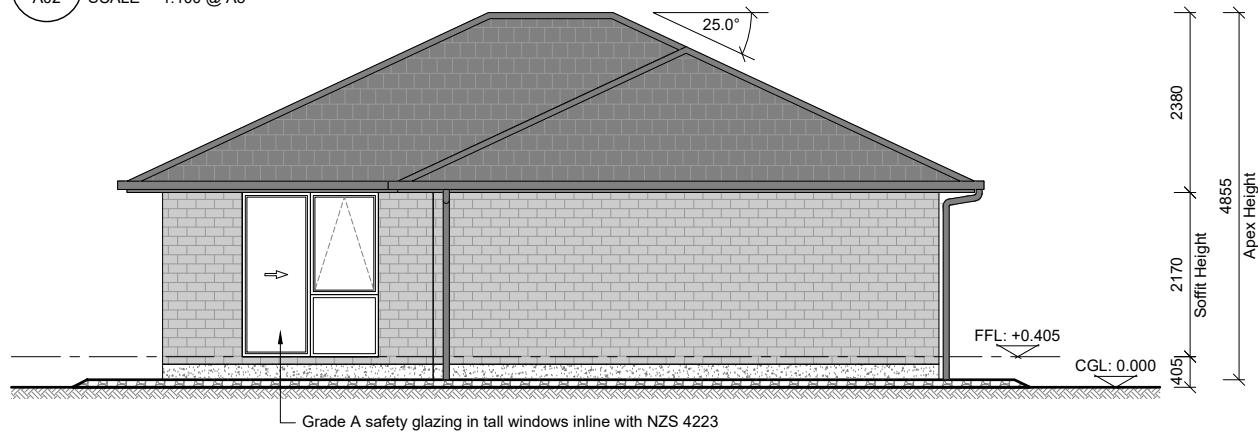 SCALE 1:100 @ A3
25.0°
2380
4855
Apex Height
2170
Soffit Height
FFL: +0.405
CGL: 0.000
405
Grade A safety glazing in tall windows inline with NZS 4223